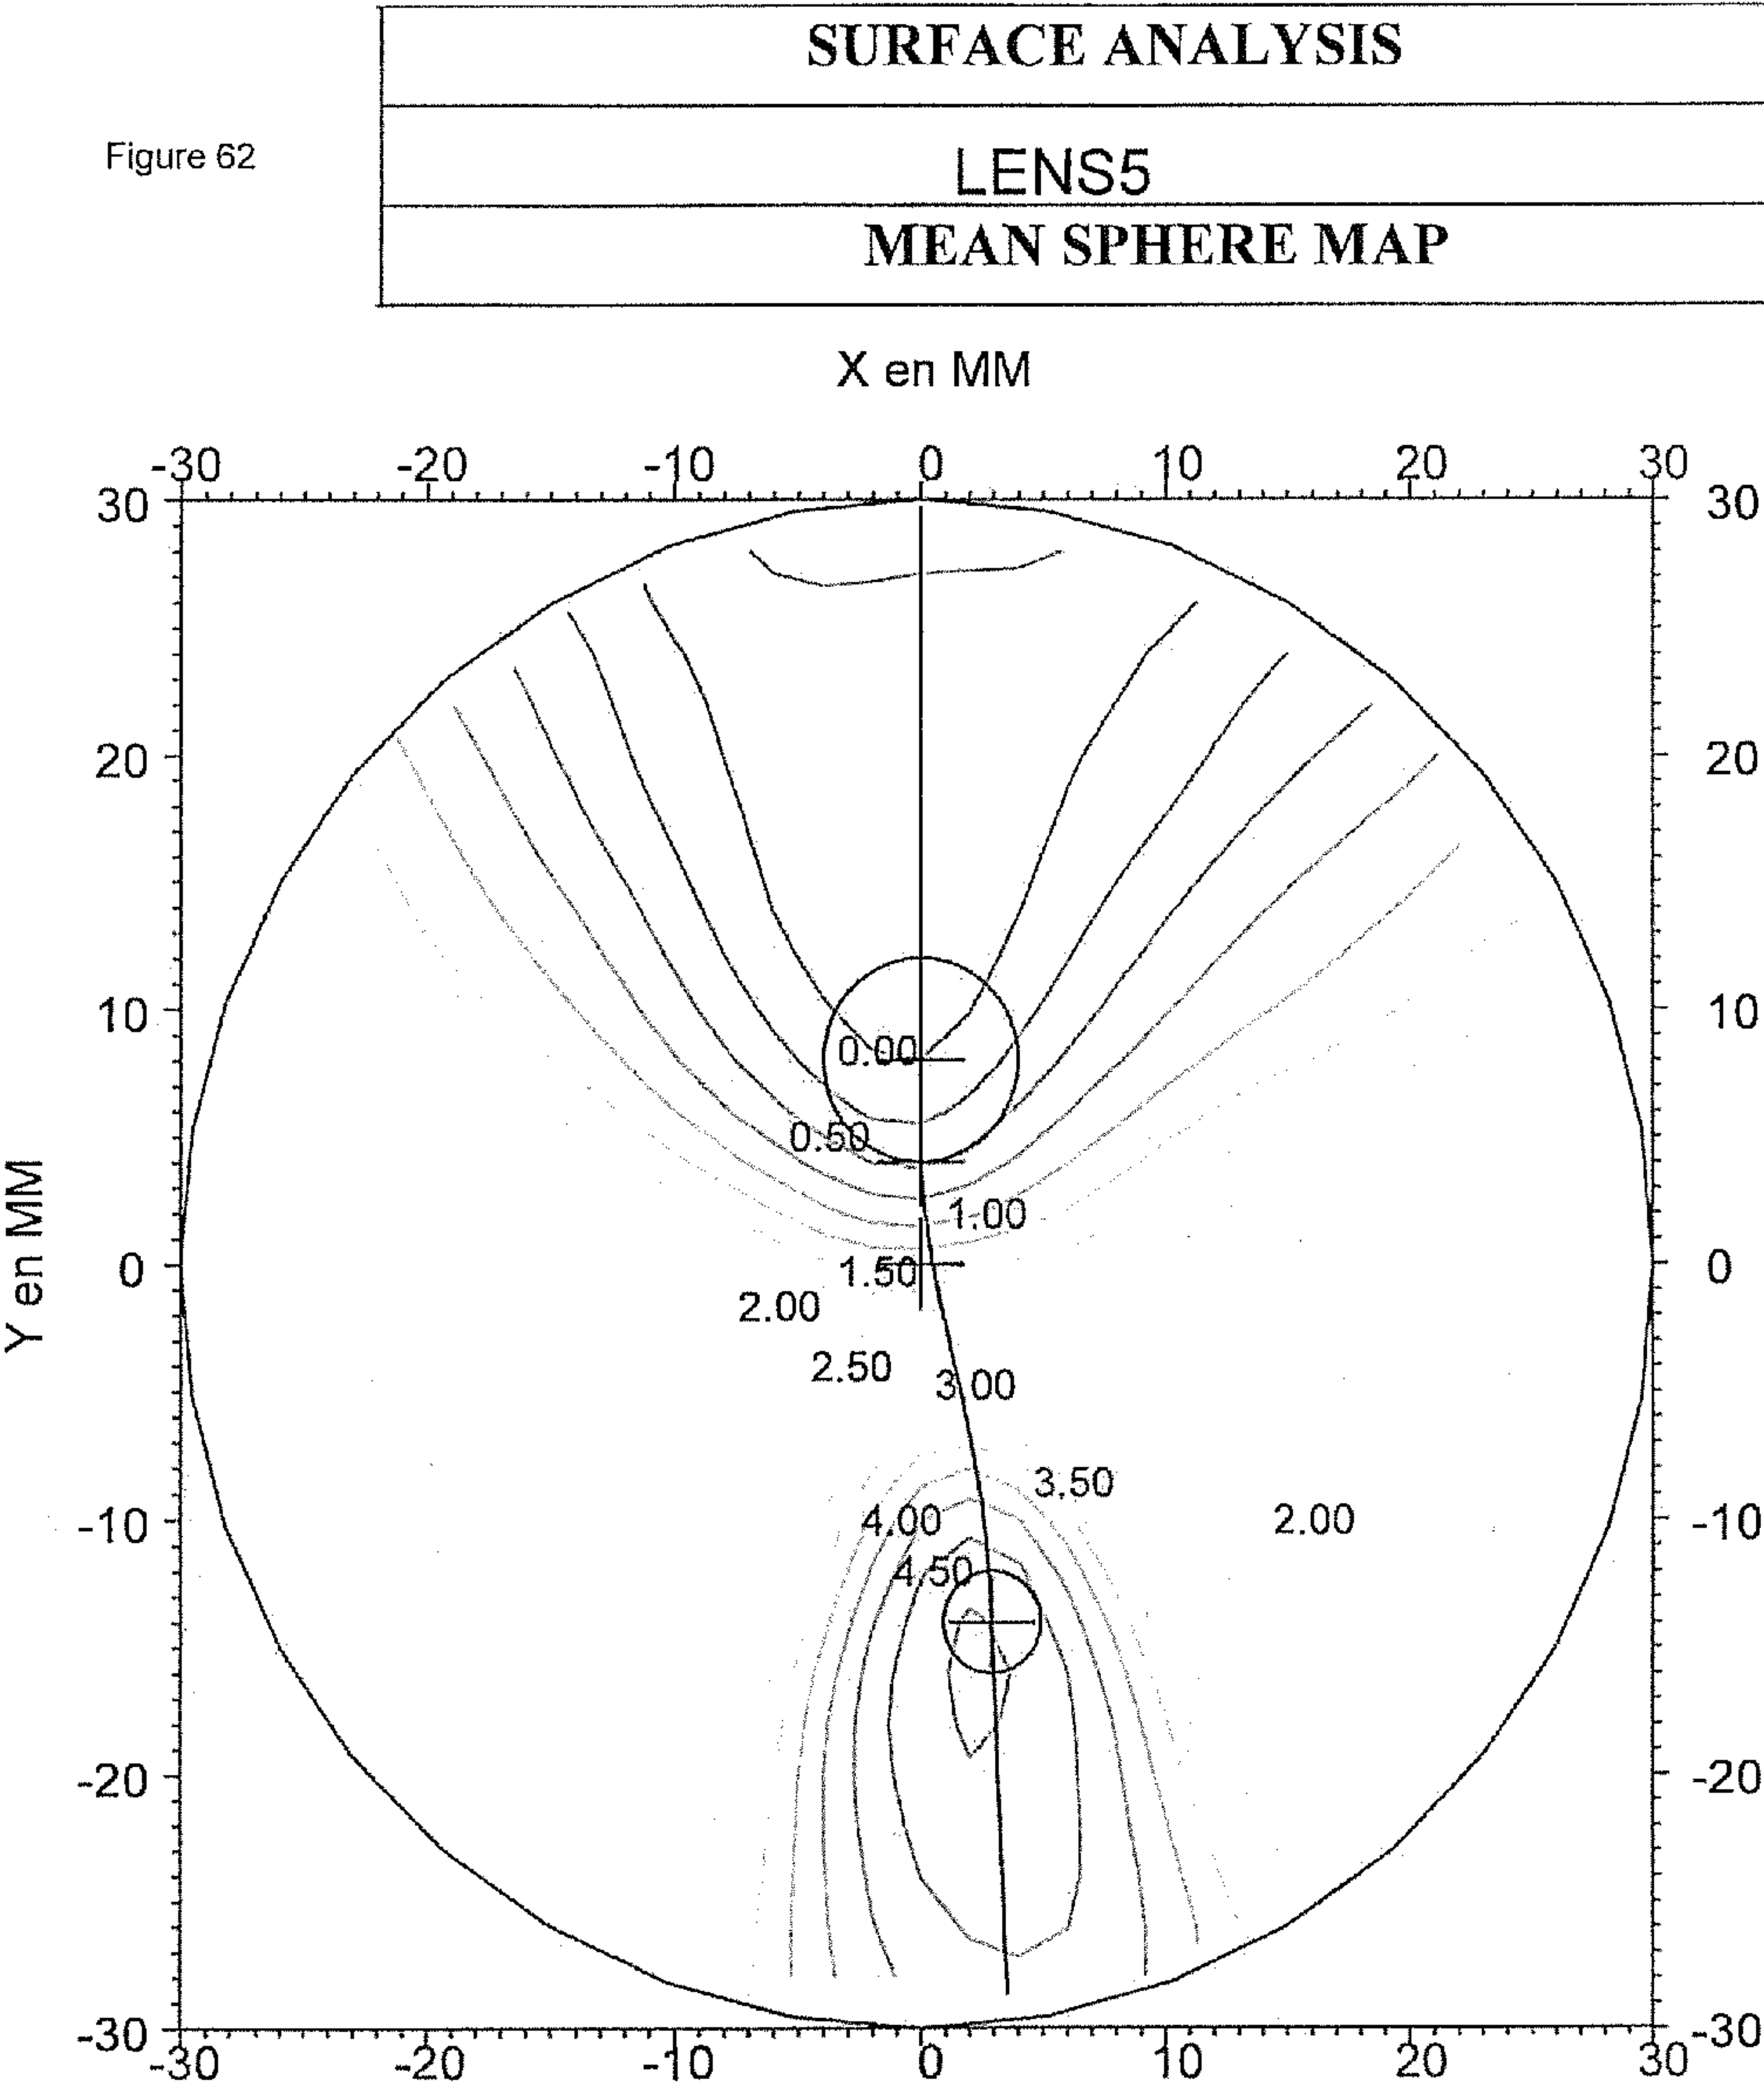 SURFACE ANALYSIS
Figure 62
LENS5
MEAN SPHERE MAP
X en MM
-30 -20 -10 0 10 20 30
30 30
20 20
10 10
0.00
0.50
1.00
Y en MM
0 0
1.50
2.00
2.50
3.00
3.50
-10 -10
4.00
2.00
4.50
-20 -20
-30 -30
-30 -20 -10 0 10 20 30